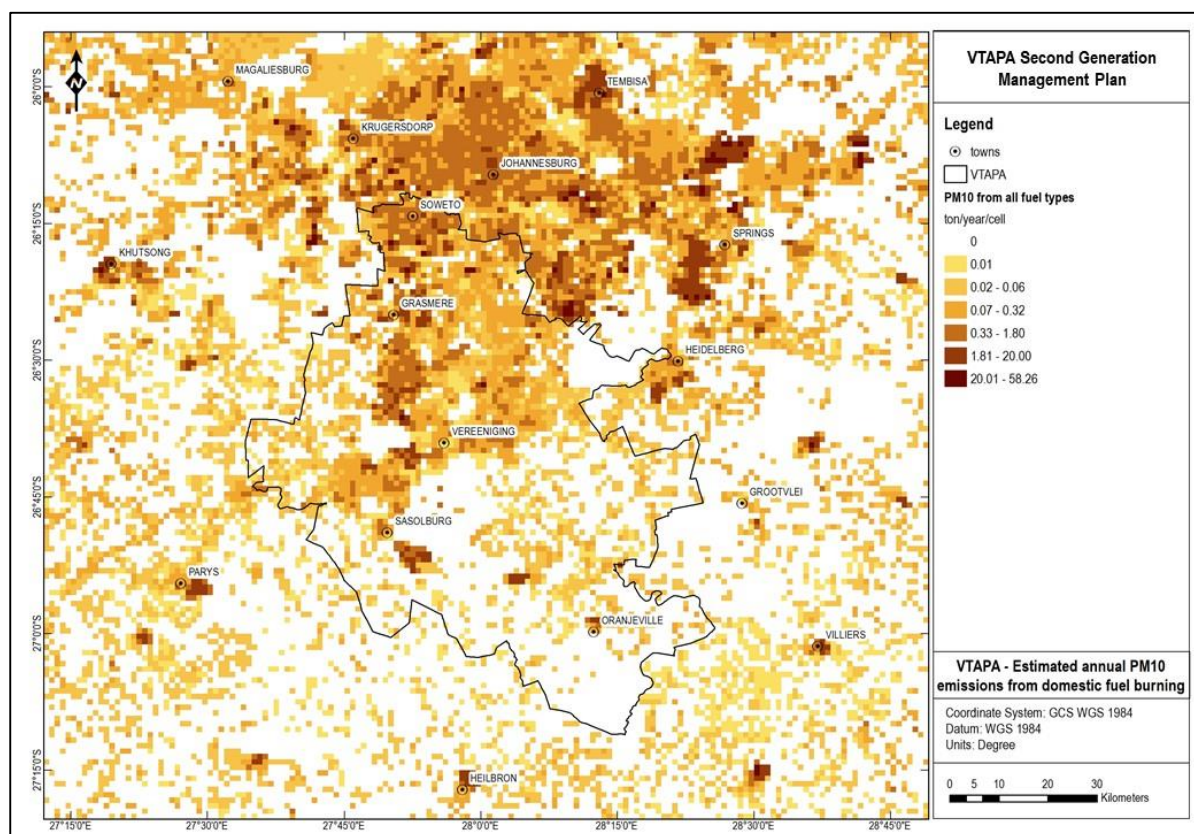 MAGALIESBURG
TEMBISA
KRUGERSDORP
JOHANNESBURG
SOWETO
SPRINGS
KHUTSONG
GRASMERE
HEIDELBERG
VEREENIGING
GROOTVLEI
SASOLBURG
PARYS
ORANJEVILLE
VILLIERS
HEILBRON
N
26°0'0"S
26°15'0"S
26°30'0"S
26°45'0"S
27°0'0"S
27°15'0"S
27°15'0"E
27°30'0"E
27°45'0"E
28°0'0"E
28°15'0"E
28°30'0"E
28°45'0"E
VTAPA Second Generation
Management Plan
Legend
towns
VTAPA
PM10 from all fuel types
ton/year/cell
0
0.01
0.02 - 0.06
0.07 - 0.32
0.33 - 1.80
1.81 - 20.00
20.01 - 58.26
VTAPA - Estimated annual PM10
emissions from domestic fuel burning
Coordinate System: GCS WGS 1984
Datum: WGS 1984
Units: Degree
0 5 10 20 30
Kilometers